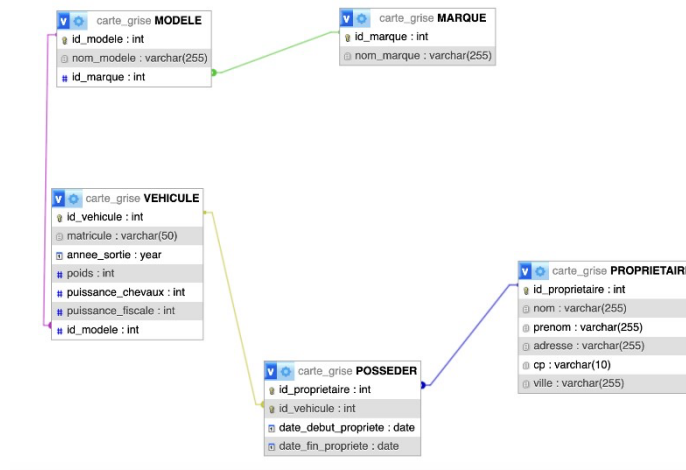 carte_grise MODELE
id_modele : int
nom_modele : varchar(255)
id_marque : int
carte_grise MARQUE
id_marque : int
nom_marque : varchar(255)
carte_grise VEHICULE
id_vehicule : int
matricule : varchar(50)
annee_sortie : year
poids : int
puissance_chevaux : int
puissance_fiscale : int
id_modele : int
carte_grise PROPRIETAIRE
id_proprietaire : int
nom : varchar(255)
prenom : varchar(255)
adresse : varchar(255)
cp : varchar(10)
ville : varchar(255)
carte_grise POSSEDER
id_proprietaire : int
id_vehicule : int
date_debut_propriete : date
date_fin_propriete : date